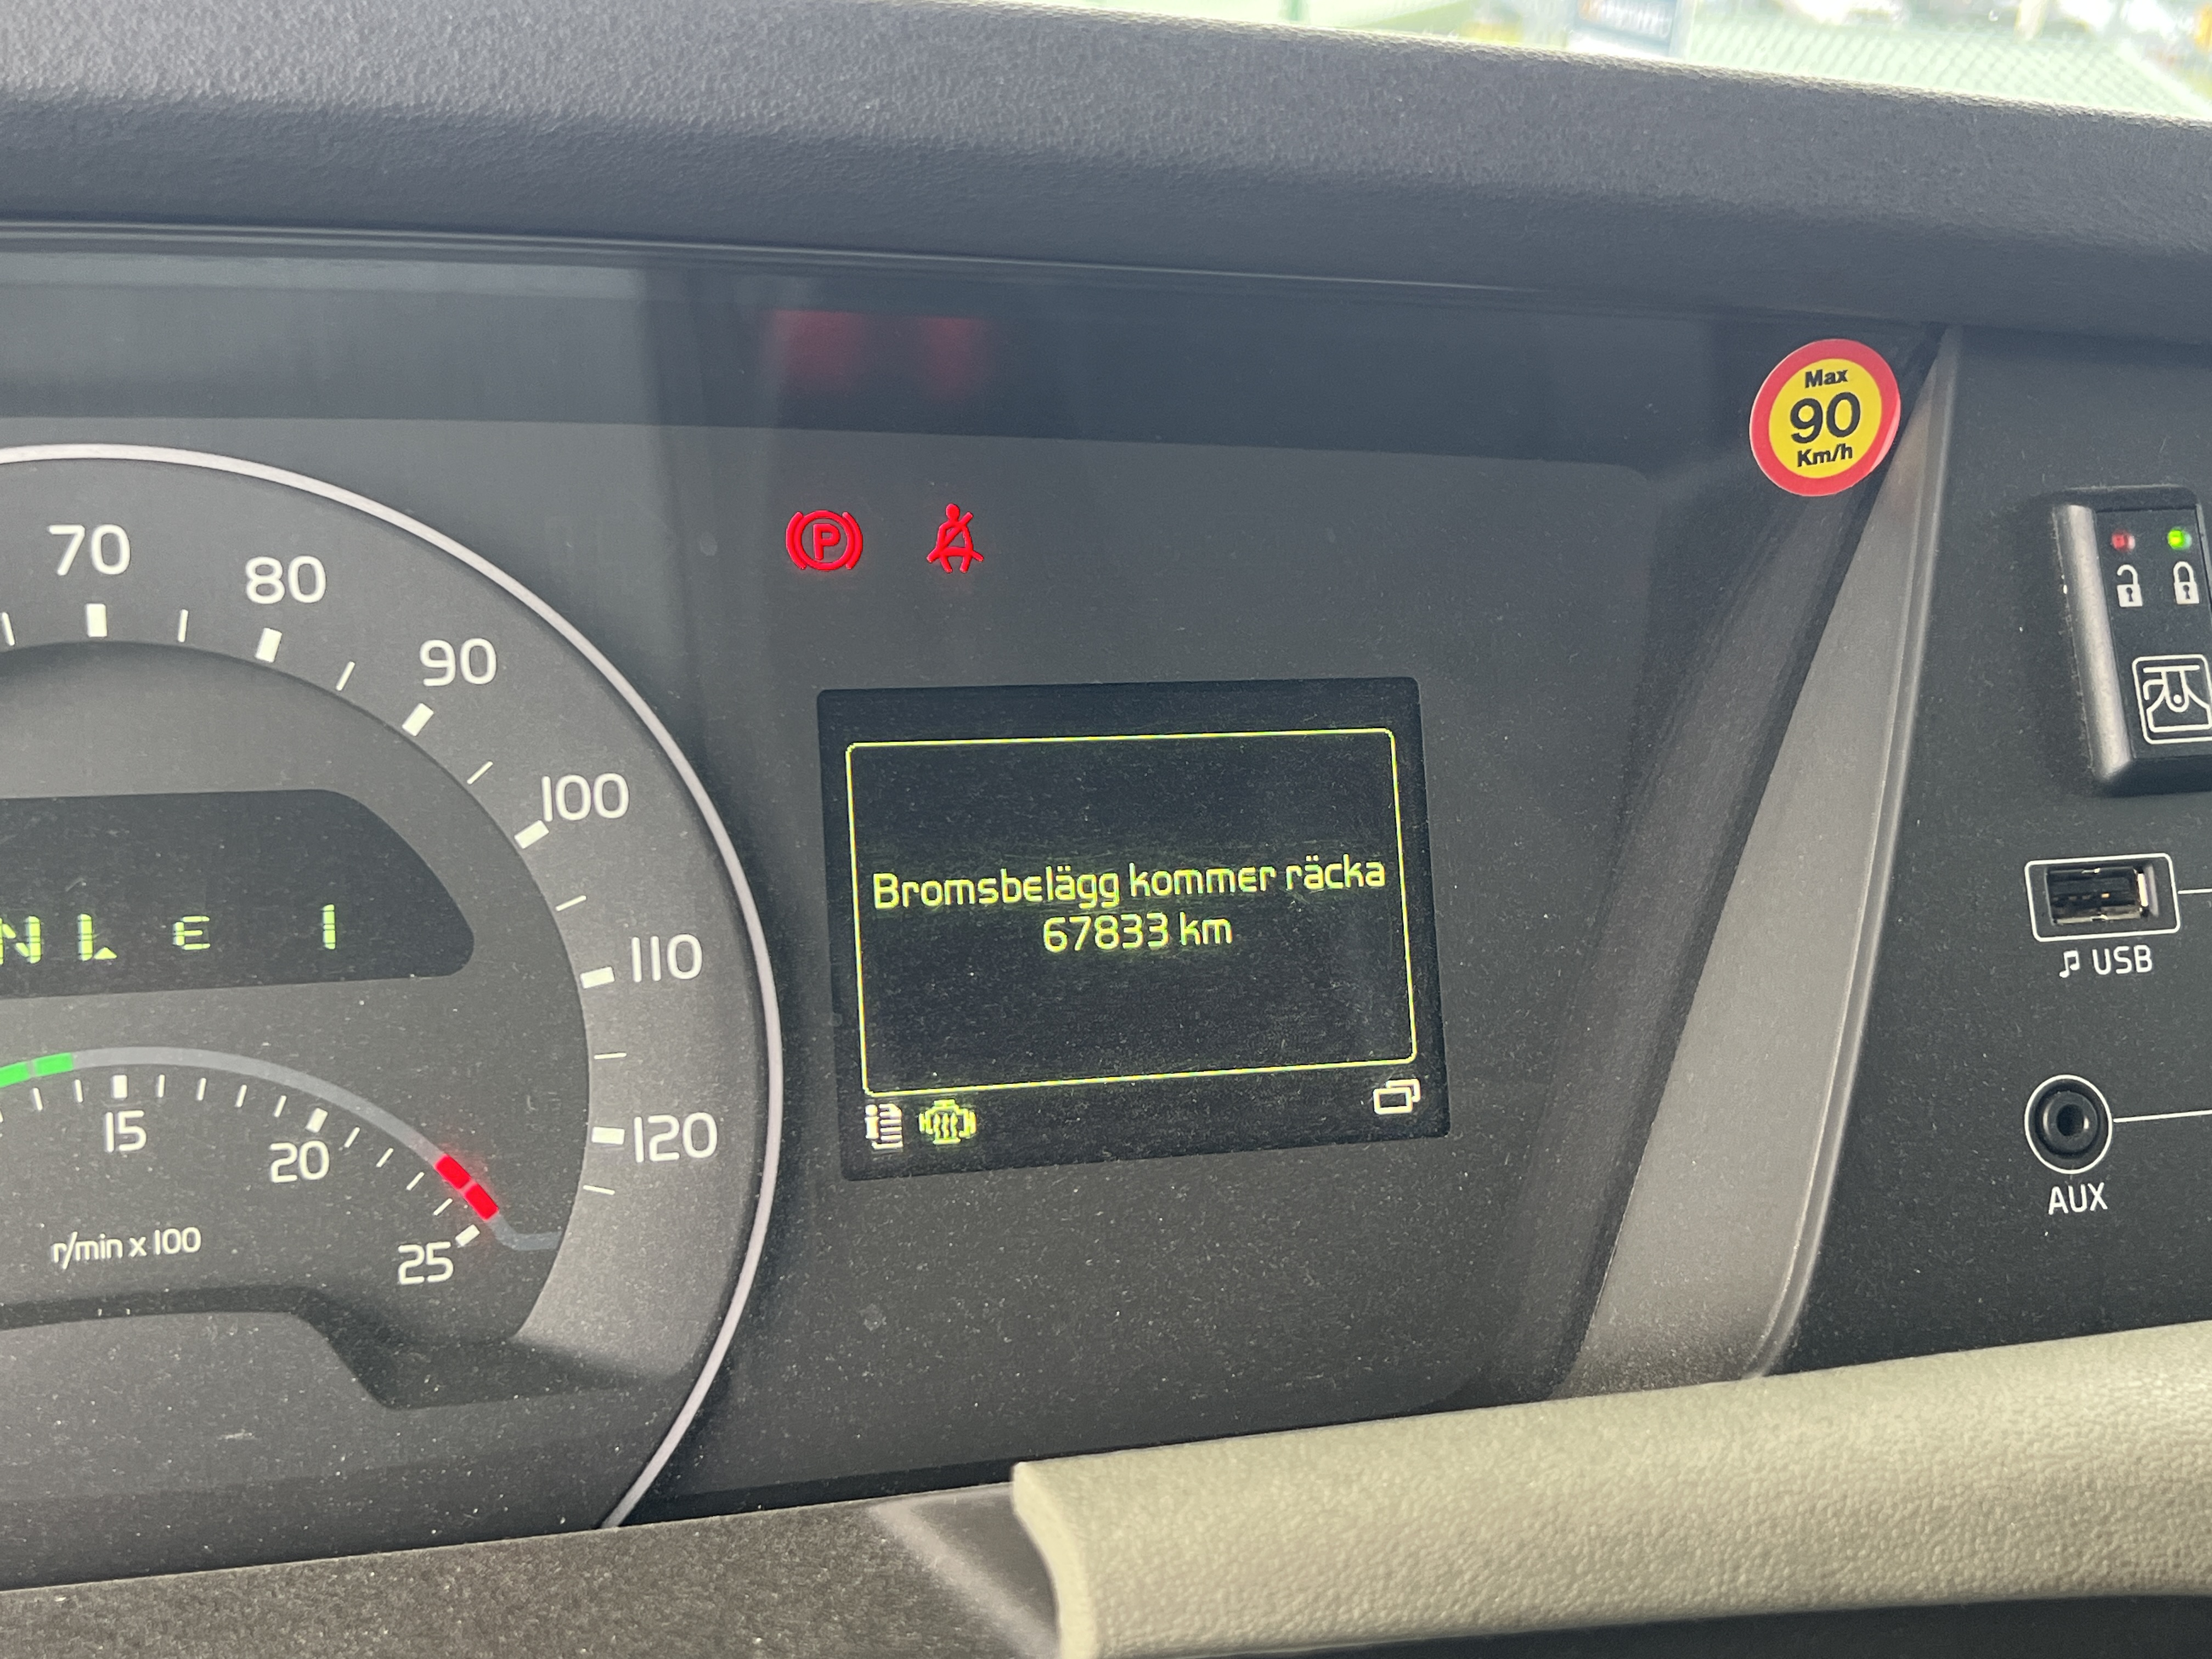 Max
90
Km/h
70
80
90
100
110
120
Bromsbelägg kommer räcka
67833 km
15
20
25
r/min x 100
USB
AUX